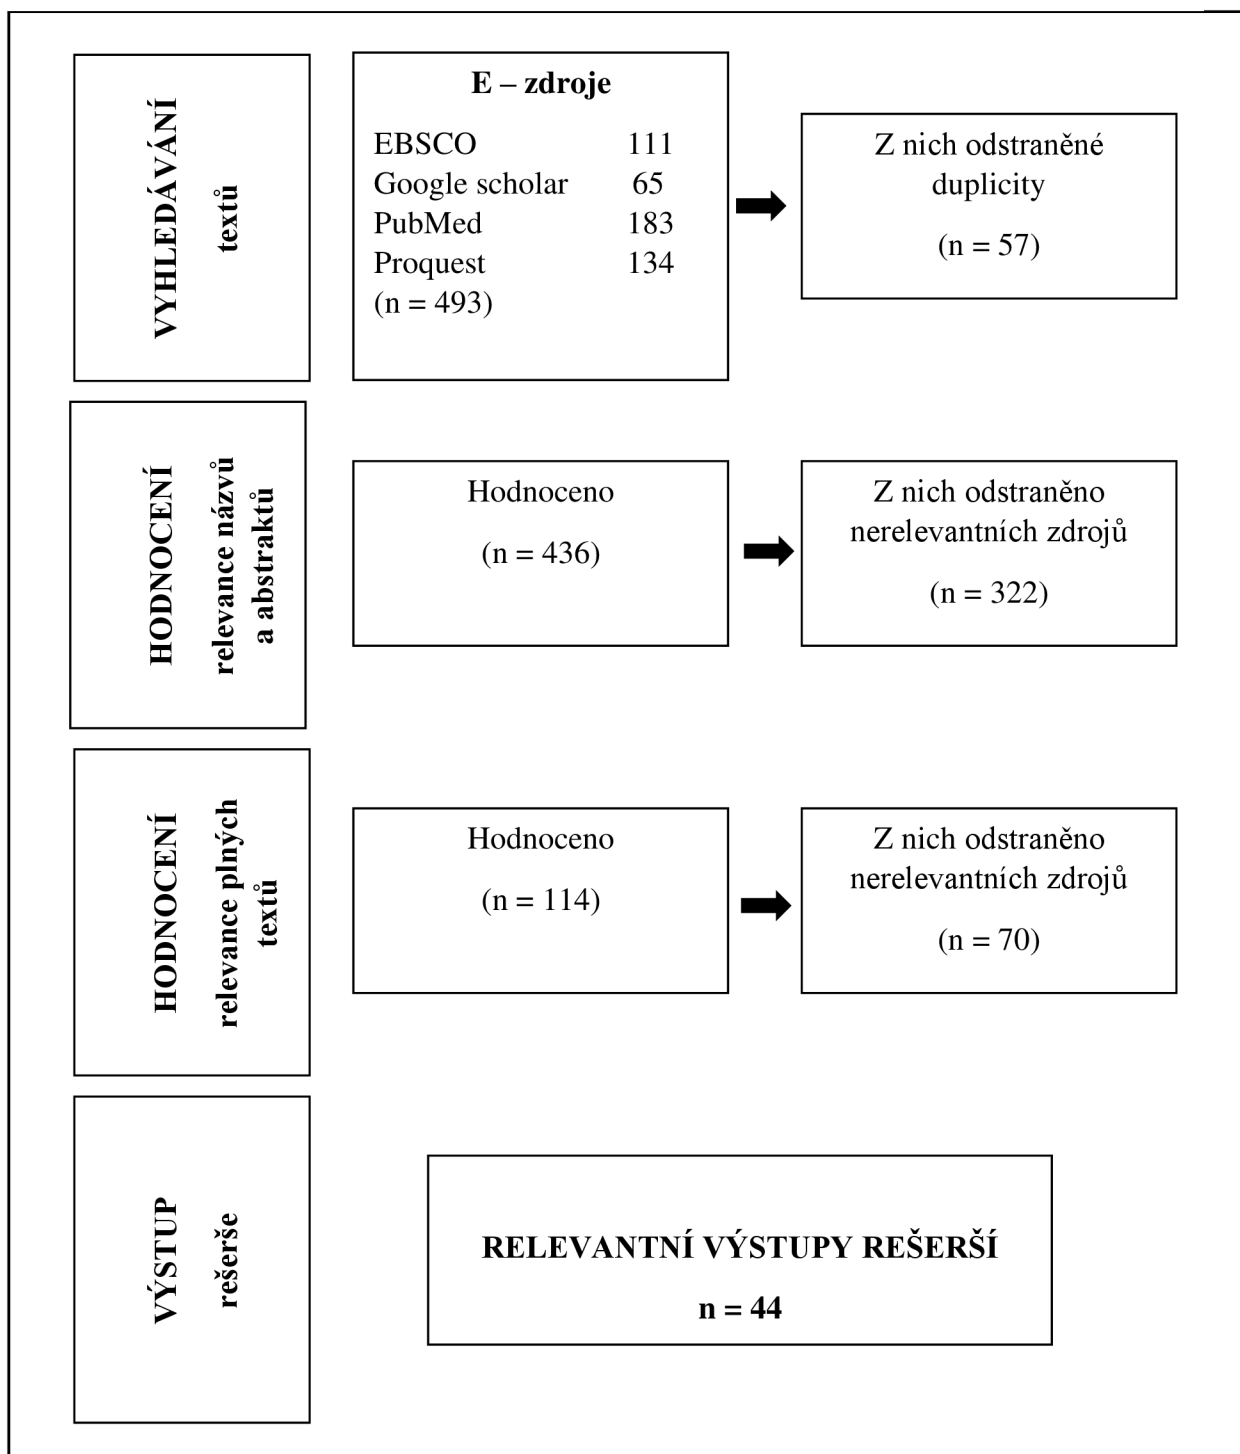 VYHLEDÁVÁNÍ
textů
E – zdroje
EBSCO 111
Google scholar 65
PubMed 183
Proquest 134
(n = 493)
Z nich odstraněné
duplicity
(n = 57)
HODNOCENÍ
relevance názvů
a abstraktů
Hodnoceno
(n = 436)
Z nich odstraněno
nerelevantních zdrojů
(n = 322)
HODNOCENÍ
relevance plných
textů
Hodnoceno
(n = 114)
Z nich odstraněno
nerelevantních zdrojů
(n = 70)
VÝSTUP
rešerše
RELEVANTNÍ VÝSTUPY REŠERŠÍ
n = 44